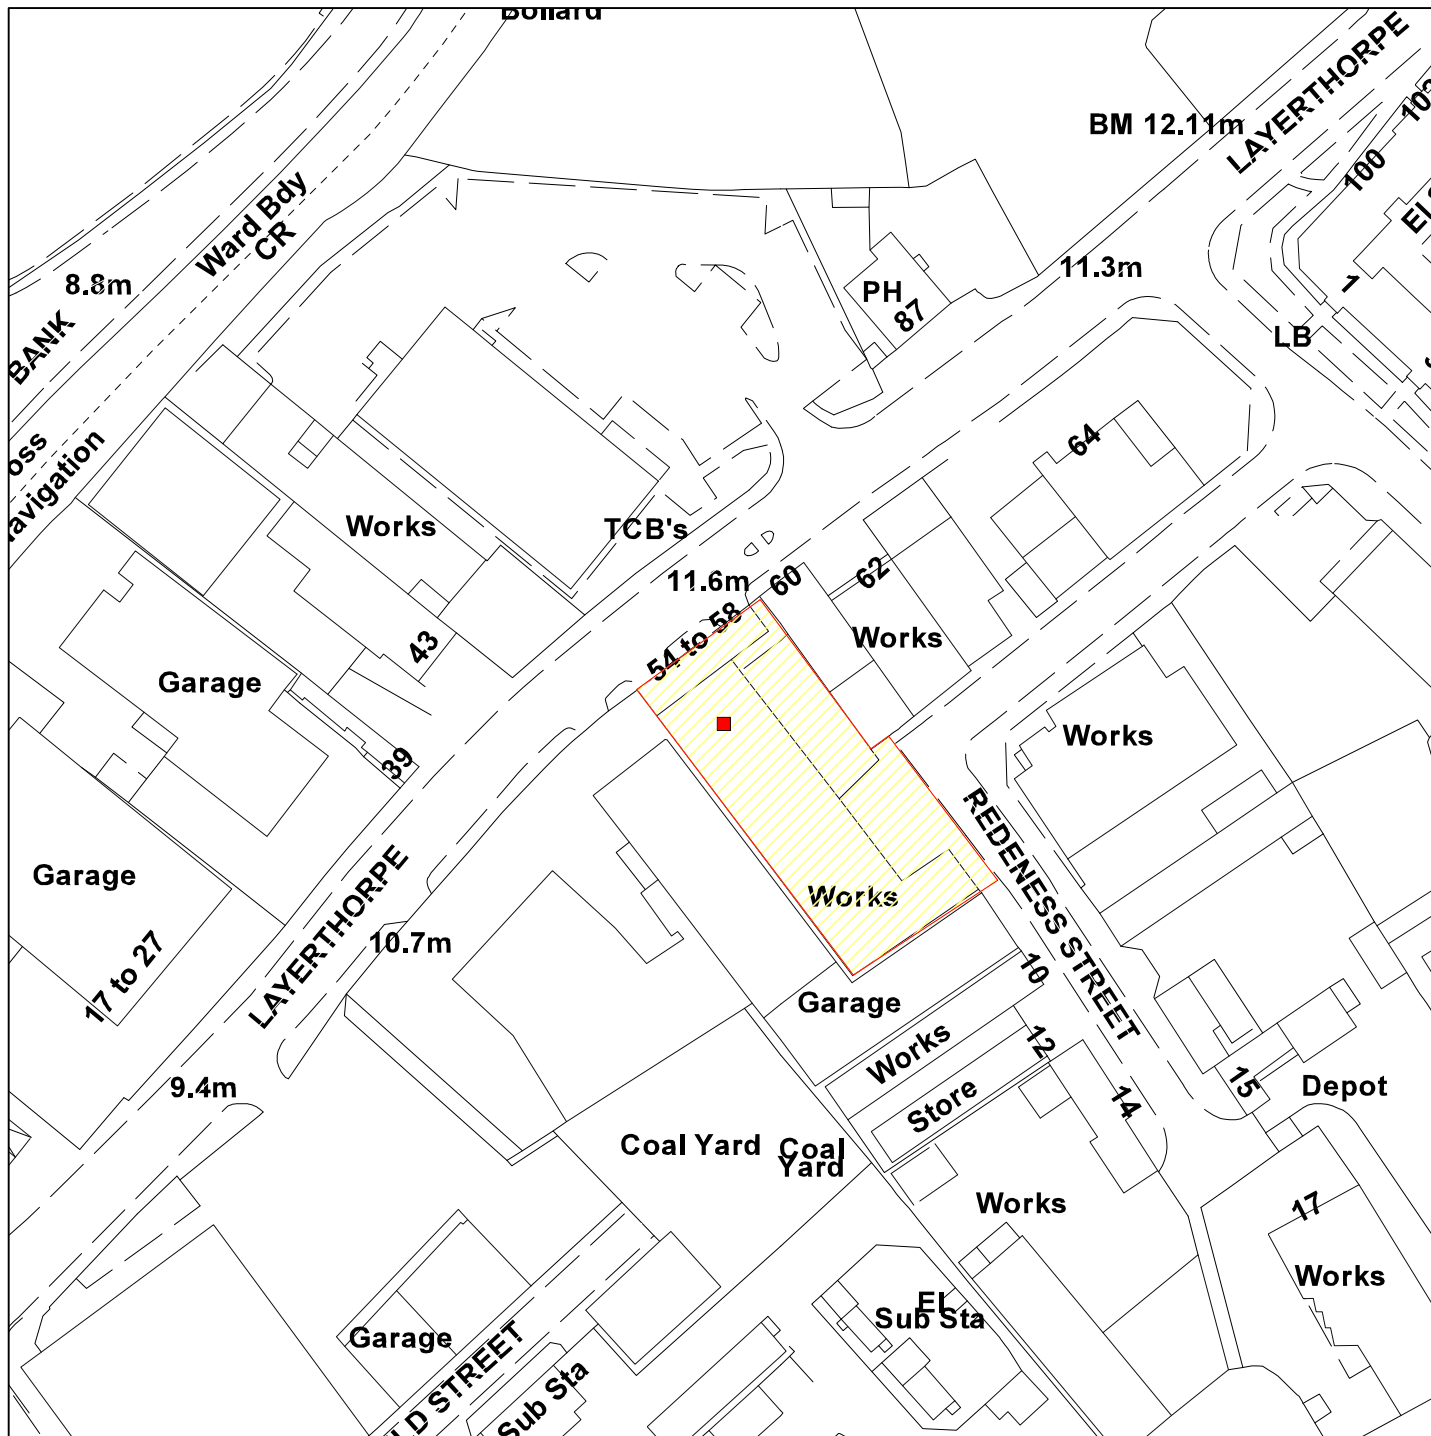 Bollard
LAYERTHORPE
BM 12.11m
100
Ward Bdy
CR
8.8m
11.3m
PH
87
1
LB
BANK
64
Works
TCB's
11.6m
60
62
54 to 58
Works
43
Garage
39
Works
Garage
REDENESS STREET
Works
LAYERTHORPE
10.7m
17 to 27
10
Garage
Works
12
9.4m
Store
14
15
Depot
Coal Yard
Coal
Yard
Works
17
Works
El
Sub Sta
Garage
STREET
Sub Sta